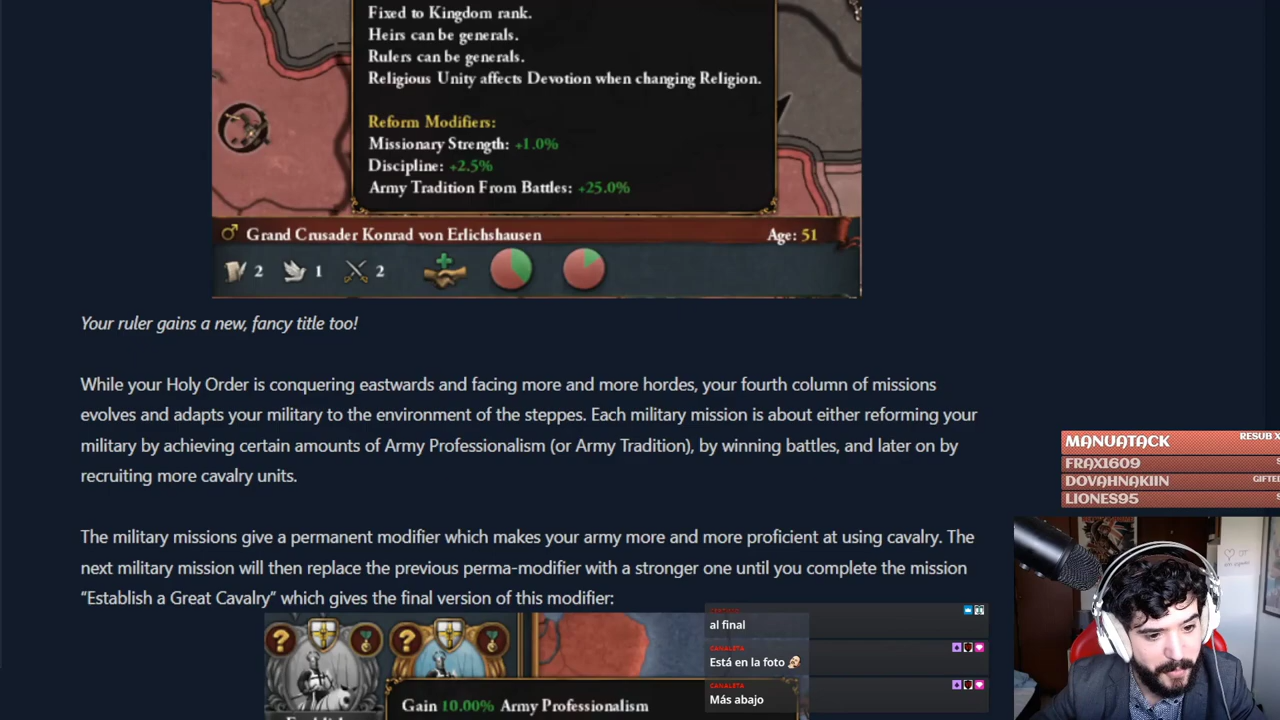 Fixed to Kingdom rank.
Heirs can be generals.
Rulers can be generals.
Religious Unity affects Devotion when changing Religion.
Reform Modifiers:
Missionary Strength: +1.0%
Discipline: +2.5%
Army Tradition From Battles: +25.0%
Grand Crusader Konrad von Erlichshausen
Age: 51
2 1 2
Your ruler gains a new, fancy title too!
While your Holy Order is conquering eastwards and facing more and more hordes, your fourth column of missions
evolves and adapts your military to the environment of the steppes. Each military mission is about either reforming your
military by achieving certain amounts of Army Professionalism (or Army Tradition), by winning battles, and later on by
recruiting more cavalry units.
The military missions give a permanent modifier which makes your army more and more proficient at using cavalry. The
next military mission will then replace the previous perma-modifier with a stronger one until you complete the mission
“Establish a Great Cavalry” which gives the final version of this modifier:
? ?
Gain 10.00% Army Professionalism
al final
CANALETA
Está en la foto
CANALETA
Más abajo
MANUATACK RESUB X
FRAX1609
DOVAHNAKIIN GIFTED
LIONES95